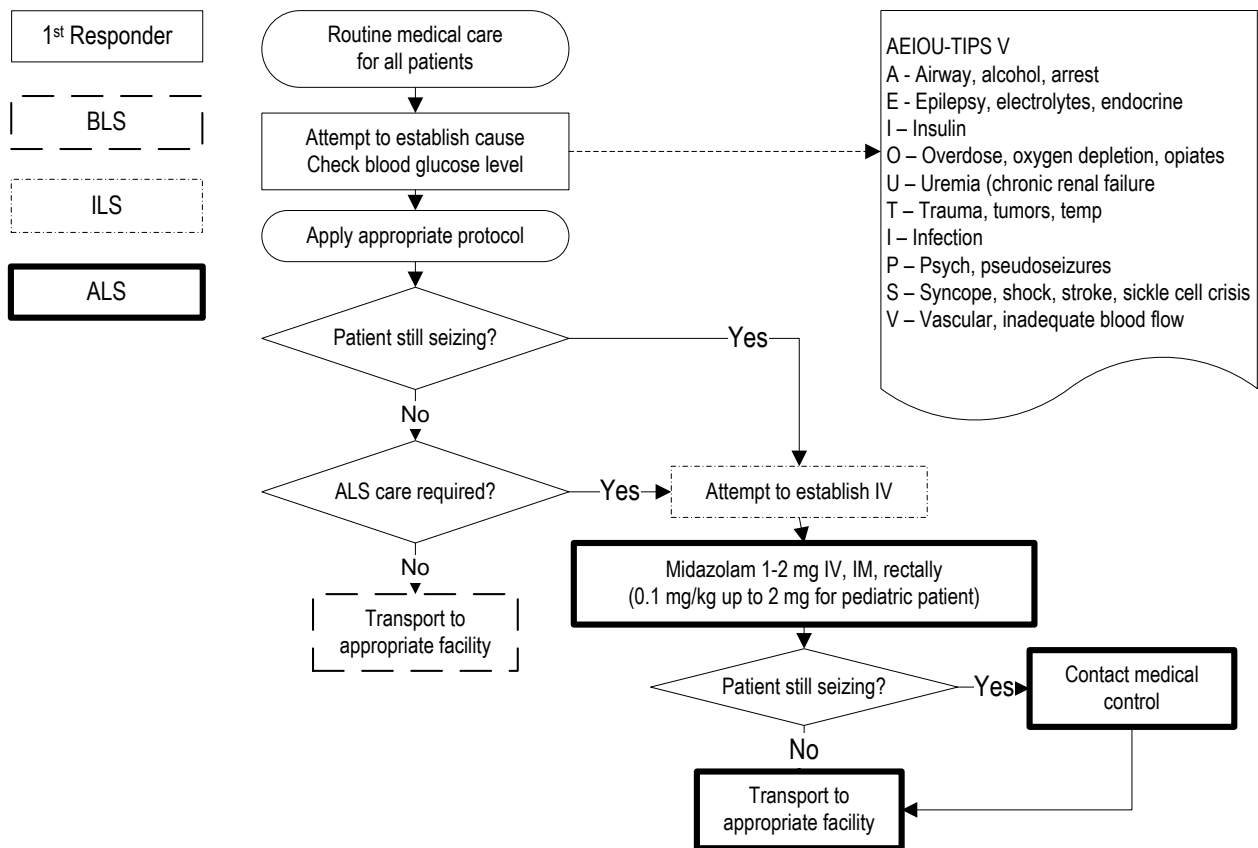 1st Responder
BLS
ILS
ALS
Routine medical care
for all patients
Attempt to establish cause
Check blood glucose level
Apply appropriate protocol
Patient still seizing?
Yes
No
ALS care required?
Yes
No
Transport to
appropriate facility
Attempt to establish IV
Midazolam 1-2 mg IV, IM, rectally
(0.1 mg/kg up to 2 mg for pediatric patient)
Patient still seizing?
Yes
Contact medical
control
No
Transport to
appropriate facility
AEIOU-TIPS V
A - Airway, alcohol, arrest
E - Epilepsy, electrolytes, endocrine
I – Insulin
O – Overdose, oxygen depletion, opiates
U – Uremia (chronic renal failure
T – Trauma, tumors, temp
I – Infection
P – Psych, pseudoseizures
S – Syncope, shock, stroke, sickle cell crisis
V – Vascular, inadequate blood flow